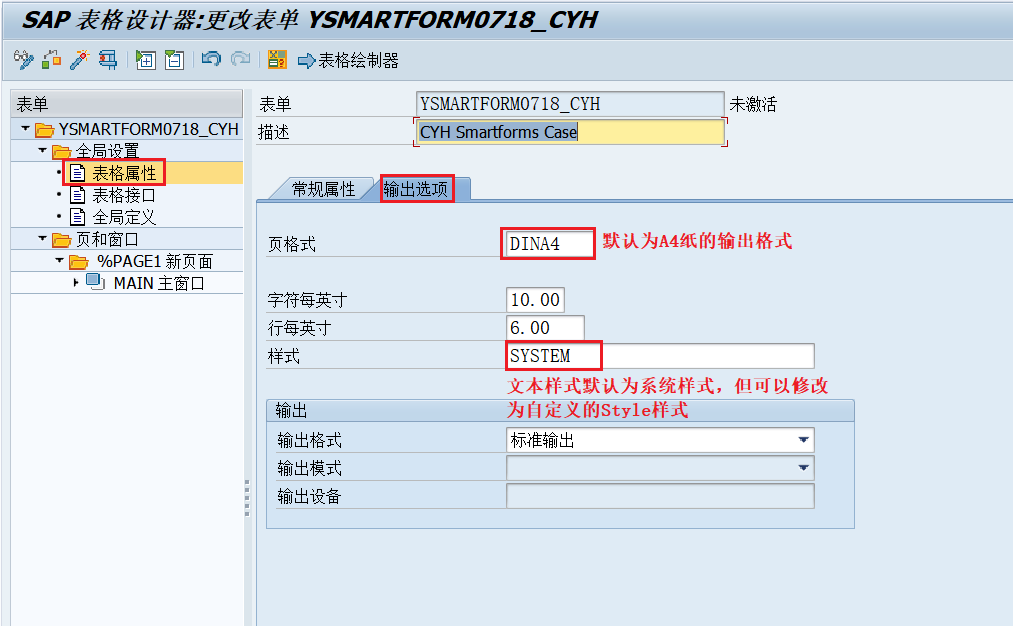 SAP 表格设计器:更改表单 YSMARTFORM0718_CYH
表格绘制器
表单
YSMARTFORM0718_CYH
全局设置
表格属性
表格接口
全局定义
页和窗口
%PAGE1 新页面
MAIN 主窗口
表单 YSMARTFORM0718_CYH 未激活
描述 CYH Smartforms Case
常规属性 输出选项
页格式 DINA4 默认为A4纸的输出格式
字符每英寸 10.00
行每英寸 6.00
样式 SYSTEM
文本样式默认为系统样式，但可以修改
为自定义的Style样式
输出
输出格式 标准输出
输出模式
输出设备